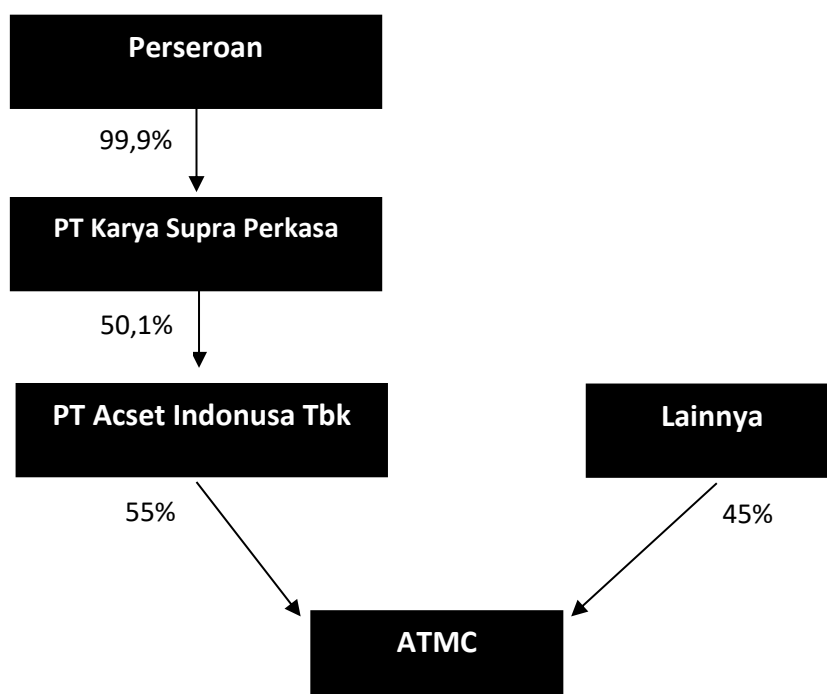 Perseroan
99,9%
PT Karya Supra Perkasa
50,1%
PT Acset Indonusa Tbk
Lainnya
55%
45%
ATMC